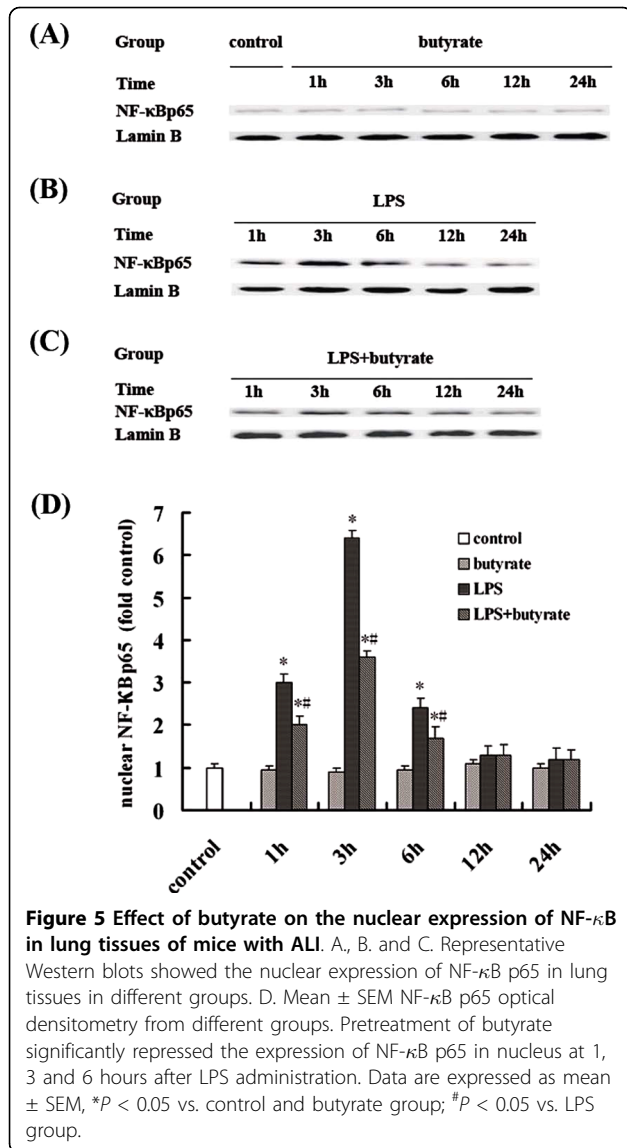 (A)
Group control butyrate
Time 1h 3h 6h 12h 24h
NF-κBp65
Lamin B
(B)
Group LPS
Time 1h 3h 6h 12h 24h
NF-κBp65
Lamin B
(C)
Group LPS+butyrate
Time 1h 3h 6h 12h 24h
NF-κBp65
Lamin B
(D)
nuclear NF-KBp65 (fold control)
7
6
5
4
3
2
1
0
* *# * *# * *#
control
butyrate
LPS
LPS+butyrate
control 1h 3h 6h 12h 24h
Figure 5 Effect of butyrate on the nuclear expression of NF-κB
in lung tissues of mice with ALI. A., B. and C. Representative
Western blots showed the nuclear expression of NF-κB p65 in lung
tissues in different groups. D. Mean ± SEM NF-κB p65 optical
densitometry from different groups. Pretreatment of butyrate
significantly repressed the expression of NF-κB p65 in nucleus at 1,
3 and 6 hours after LPS administration. Data are expressed as mean
± SEM, *P < 0.05 vs. control and butyrate group; #P < 0.05 vs. LPS
group.